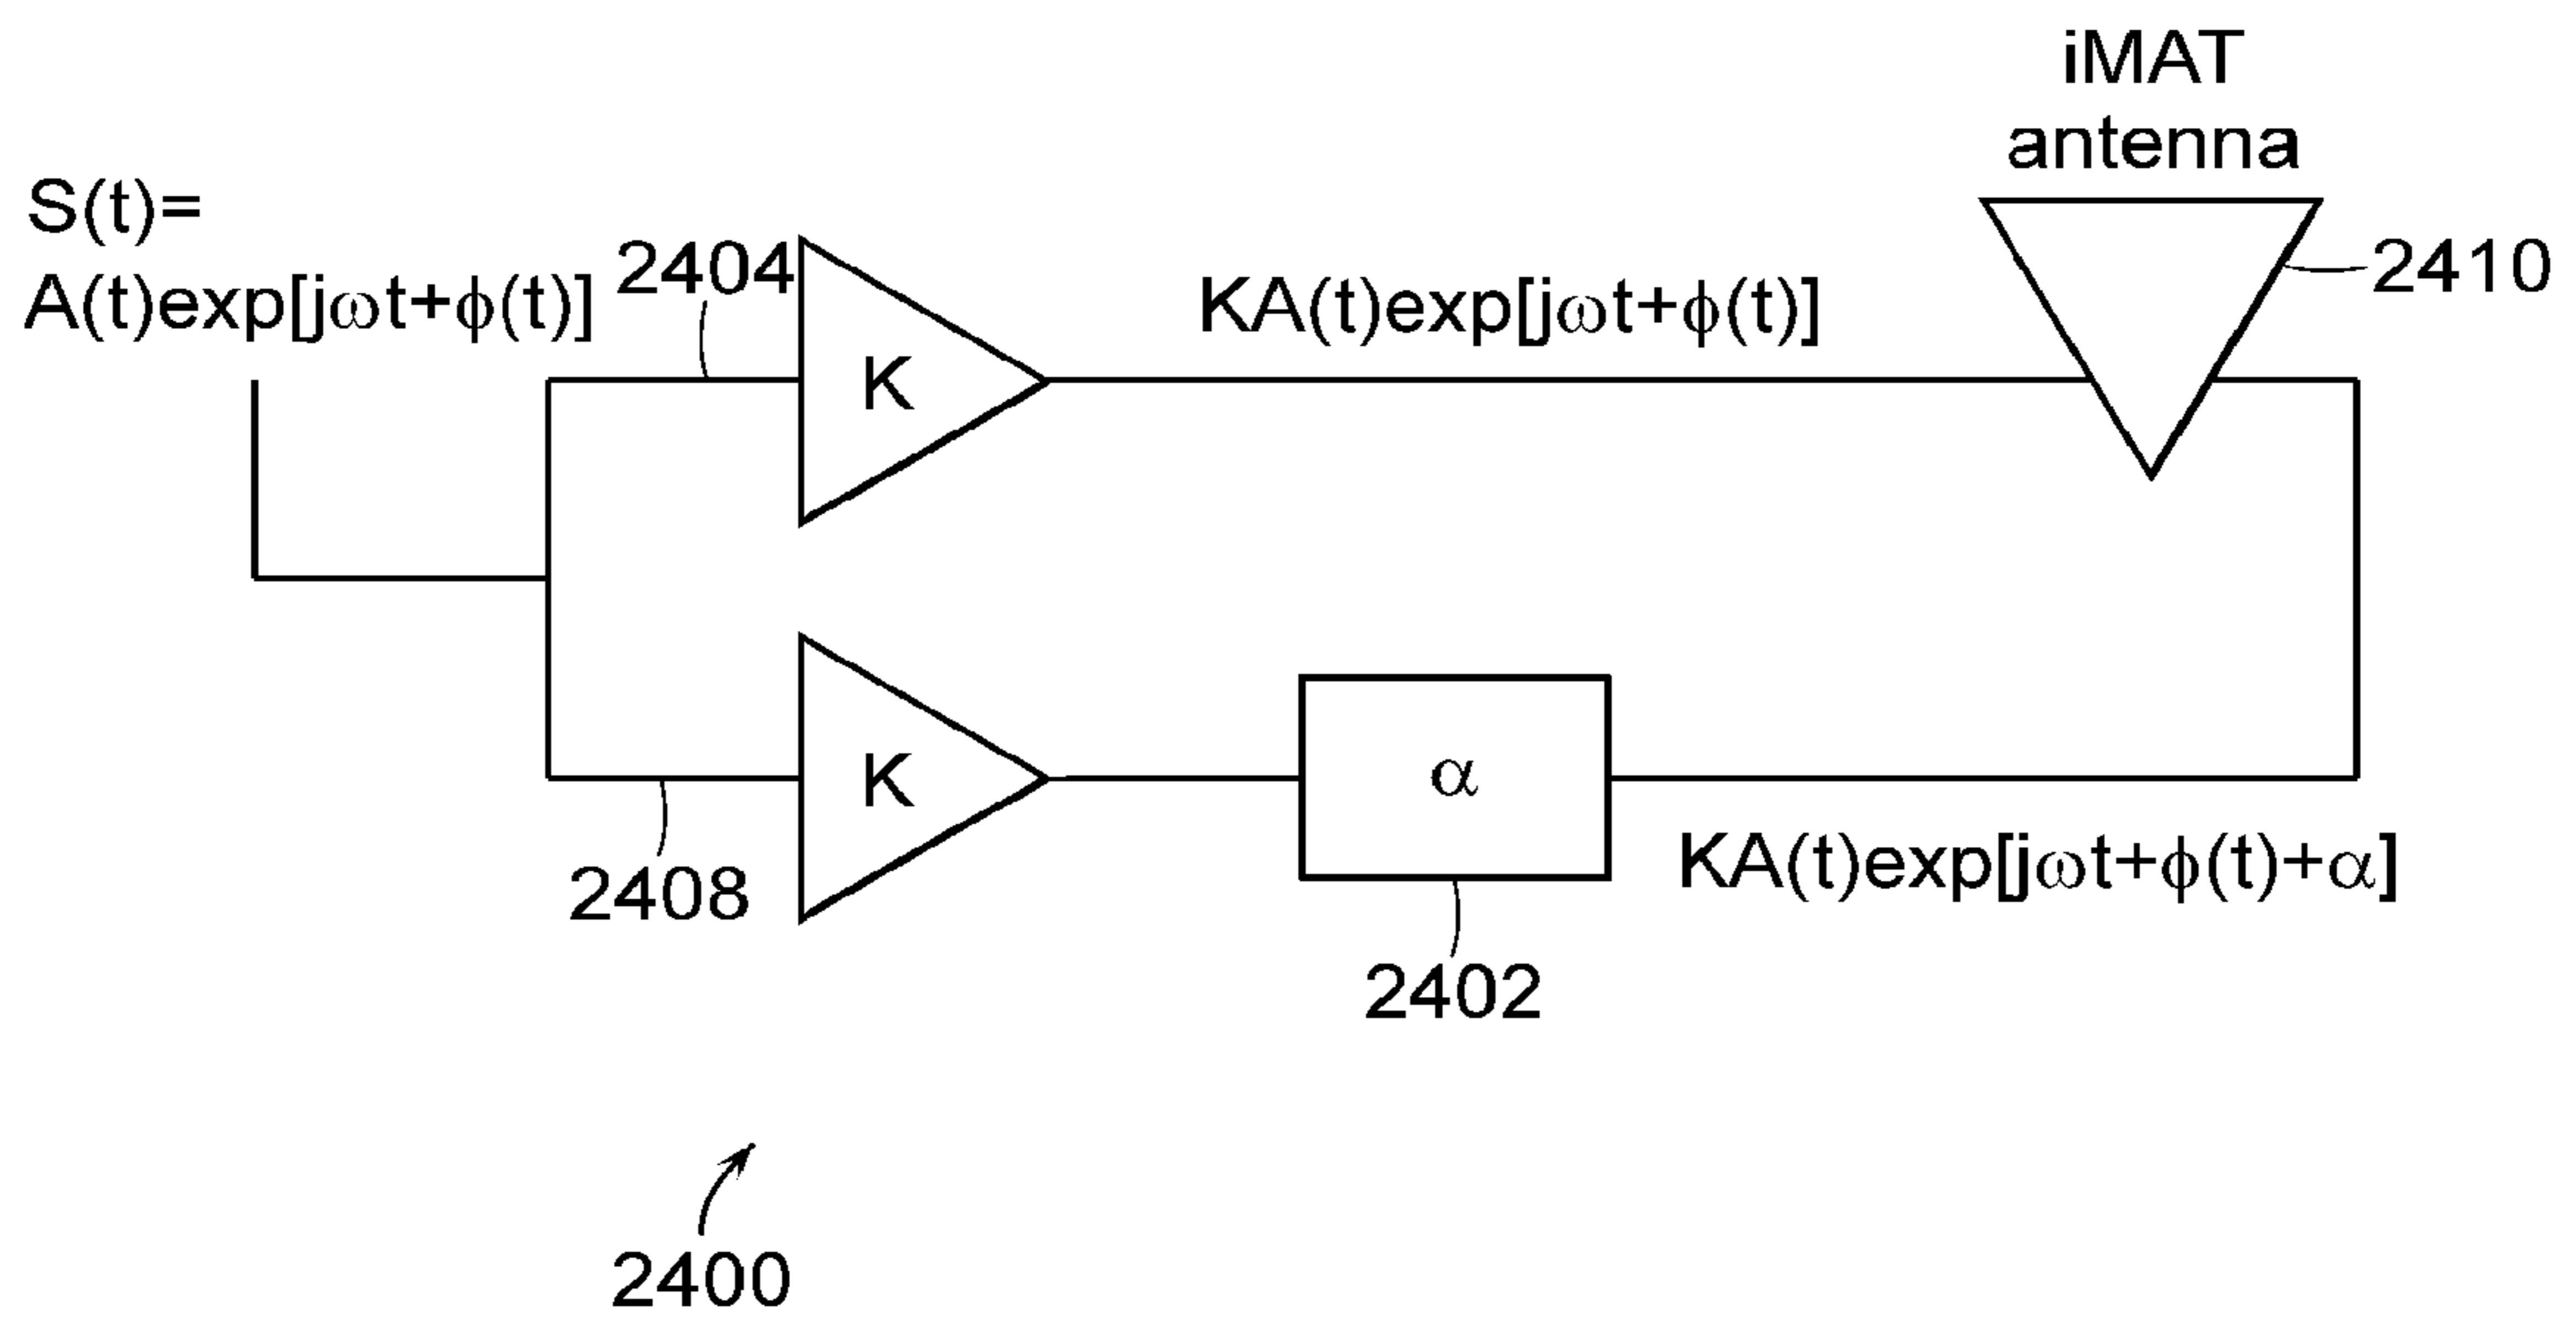 iMAT
antenna
S(t)=
A(t)exp[jωt+ϕ(t)]
2404
K
KA(t)exp[jωt+ϕ(t)]
2410
K
α
2408
KA(t)exp[jωt+ϕ(t)+α]
2402
2400